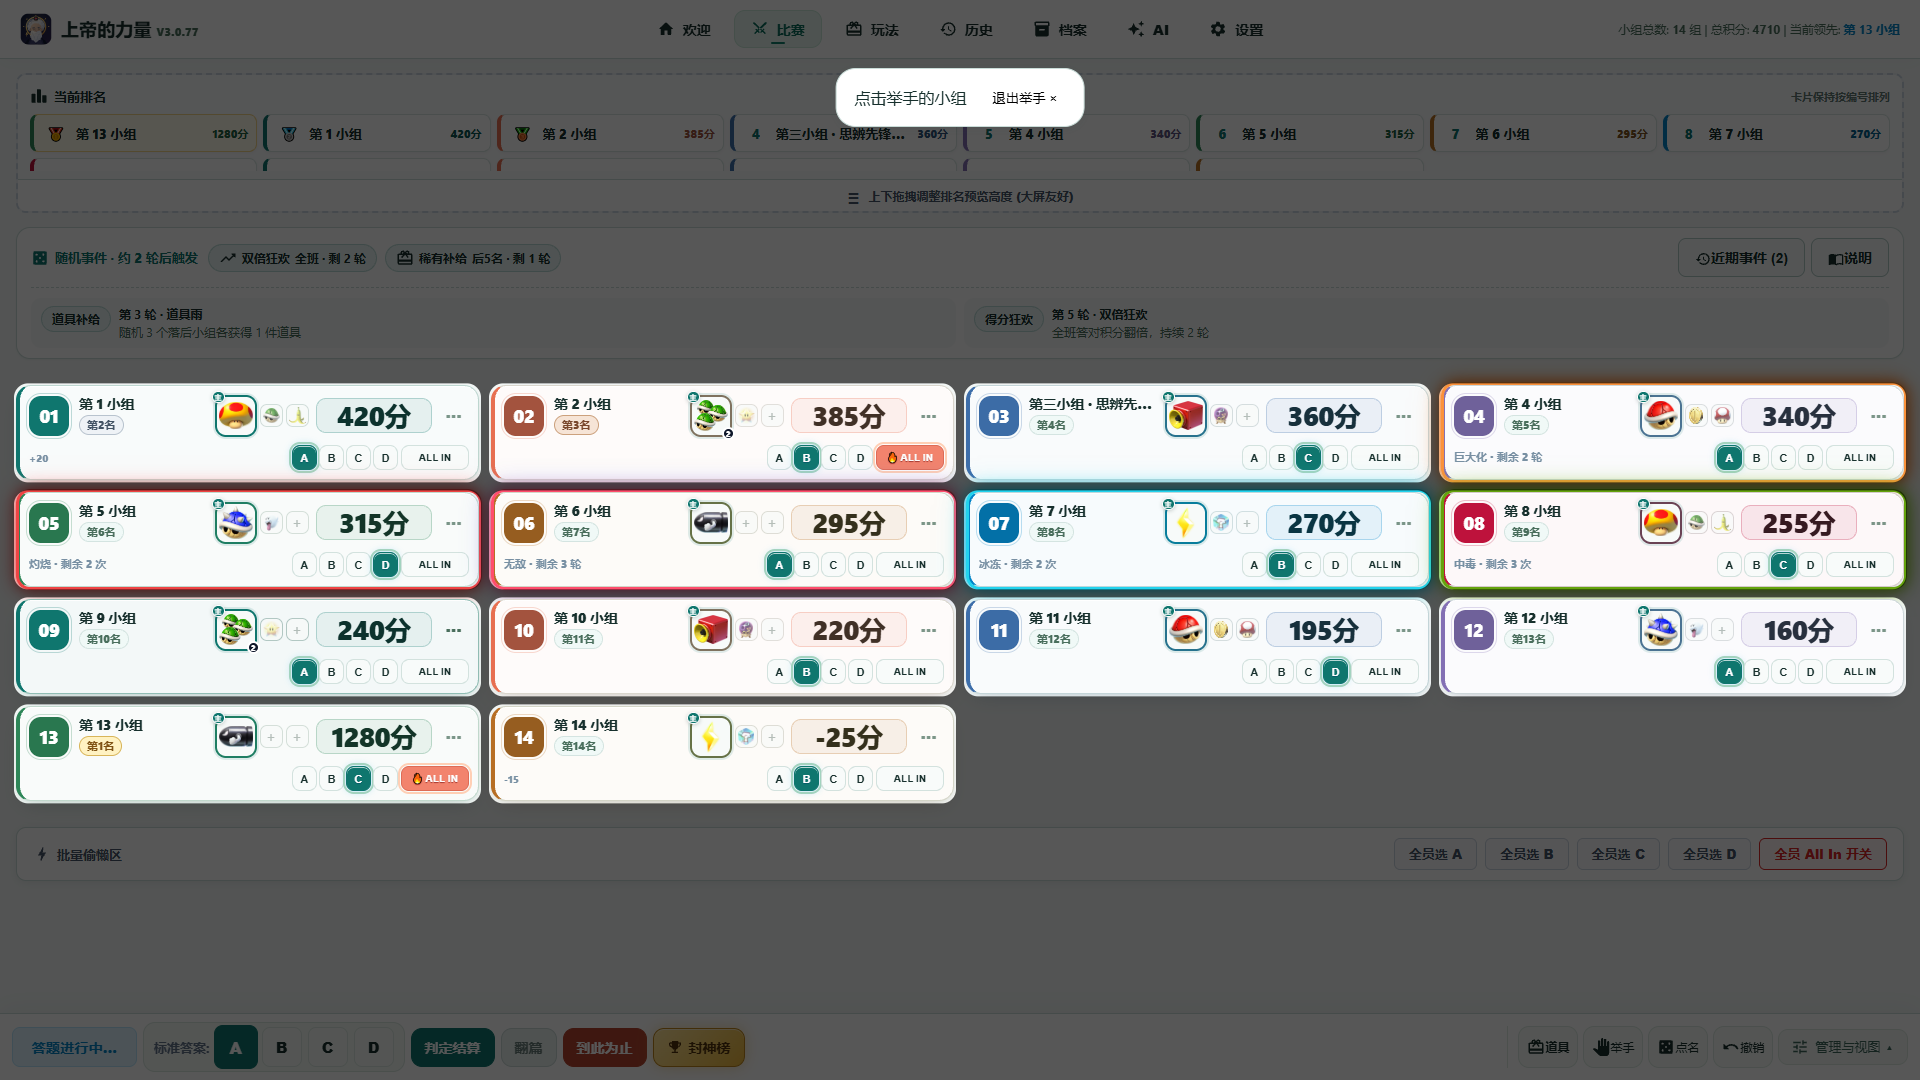 上帝的力量 V3.0.77
欢迎
比赛
玩法
历史
档案
AI
设置
小组总数: 14 组 | 总积分: 4710 | 当前领先: 第 13 小组
点击举手的小组 退出举手 ×
当前排名
卡片保持按编号排列
第 13 小组 1280分
第 1 小组 420分
第 2 小组 385分
4 第三小组 · 思辨先锋... 360分
5 第 4 小组 340分
6 第 5 小组 315分
7 第 6 小组 295分
8 第 7 小组 270分
上下拖拽调整排名预览高度 (大屏友好)
随机事件 · 约 2 轮后触发
双倍狂欢 全班 · 剩 2 轮
稀有补给 后5名 · 剩 1 轮
近期事件 (2)
说明
道具补给
第 3 轮 · 道具雨
随机 3 个落后小组各获得 1 件道具
得分狂欢
第 5 轮 · 双倍狂欢
全班答对积分翻倍，持续 2 轮
01 第 1 小组 第2名 420分
+20 A B C D ALL IN
02 第 2 小组 第3名 2 385分
A B C D ALL IN
03 第三小组 · 思辨先... 第4名 360分
A B C D ALL IN
04 第 4 小组 第5名 340分
巨大化 · 剩余 2 轮 A B C D ALL IN
05 第 5 小组 第6名 315分
灼烧 · 剩余 2 次 A B C D ALL IN
06 第 6 小组 第7名 295分
无敌 · 剩余 3 轮 A B C D ALL IN
07 第 7 小组 第8名 270分
冰冻 · 剩余 2 次 A B C D ALL IN
08 第 8 小组 第9名 255分
中毒 · 剩余 3 次 A B C D ALL IN
09 第 9 小组 第10名 2 240分
A B C D ALL IN
10 第 10 小组 第11名 220分
A B C D ALL IN
11 第 11 小组 第12名 195分
A B C D ALL IN
12 第 12 小组 第13名 160分
A B C D ALL IN
13 第 13 小组 第1名 1280分
A B C D ALL IN
14 第 14 小组 第14名 -25分
-15 A B C D ALL IN
批量偷懒区
全员选 A
全员选 B
全员选 C
全员选 D
全员 All In 开关
答题进行中...
标准答案: A B C D
判定结算
翻篇
到此为止
封神榜
道具
举手
点名
撤销
管理与视图